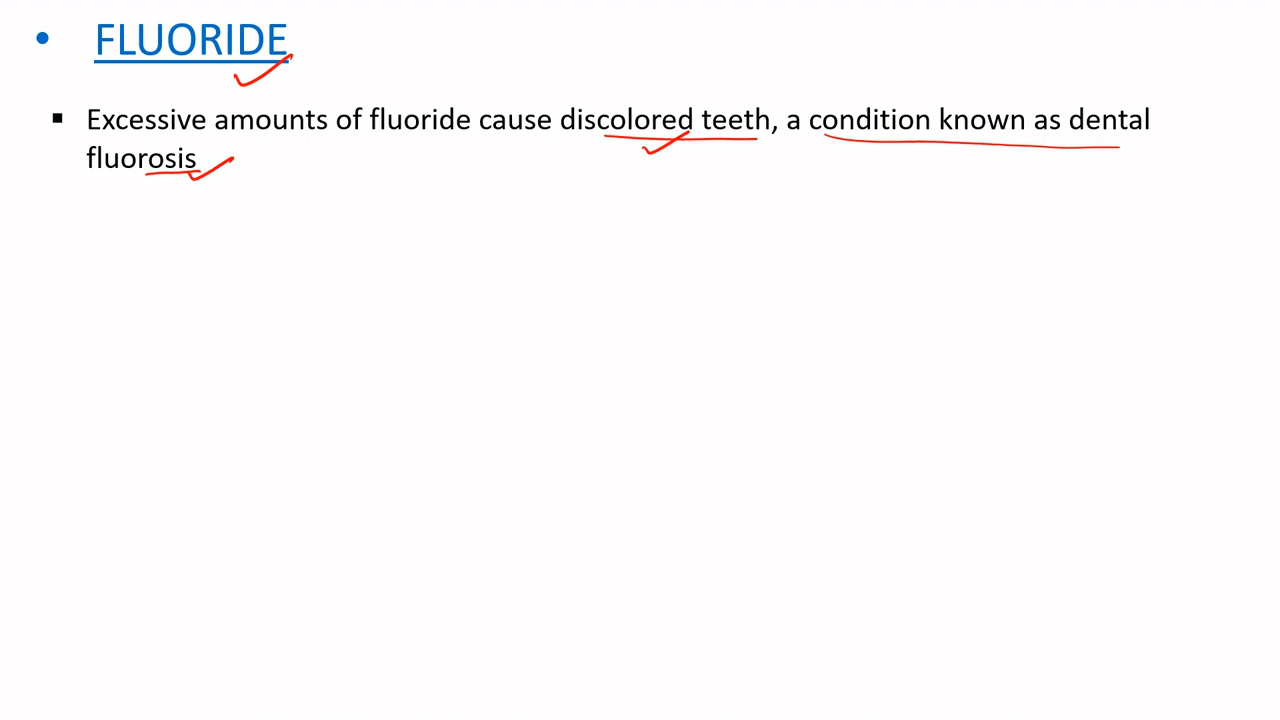 • FLUORIDE
▪ Excessive amounts of fluoride cause discolored teeth, a condition known as dental
fluorosis